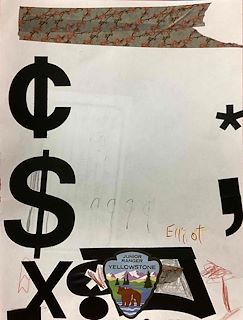 ¢
*
$
,
Elliot
x
JUNIOR
RANGER
YELLOWSTONE